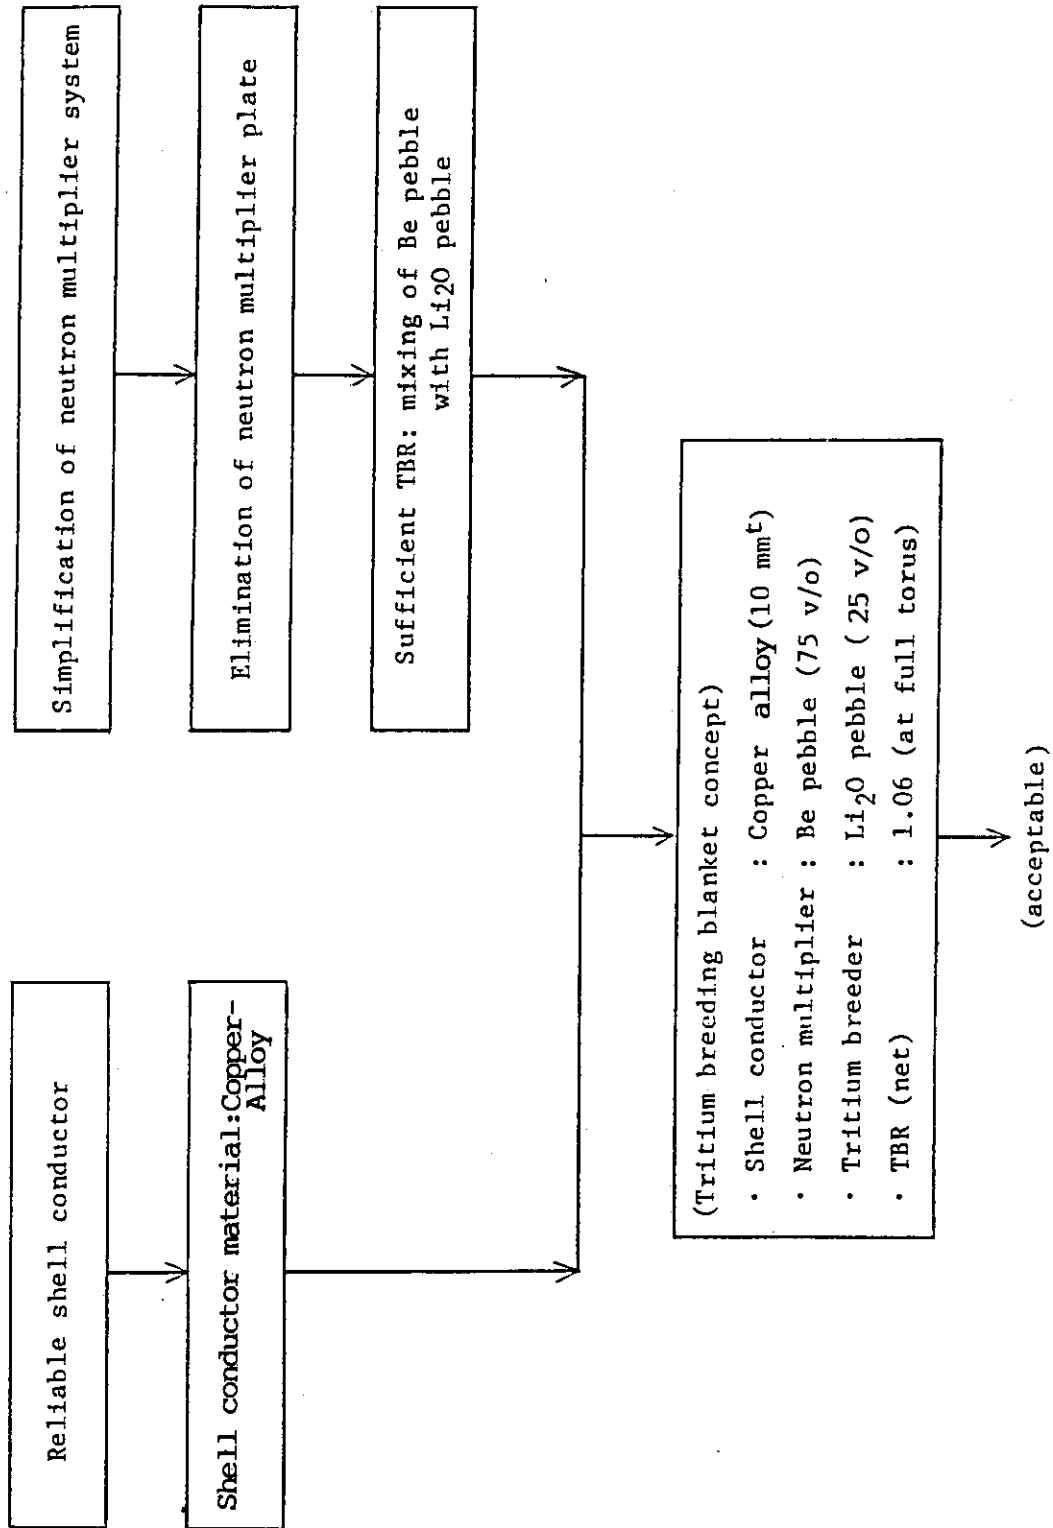 Reliable shell conductor
Shell conductor material:Copper-
Alloy
Simplification of neutron multiplier system
Elimination of neutron multiplier plate
Sufficient TBR: mixing of Be pebble
with Li2O pebble
(Tritium breeding blanket concept)
· Shell conductor : Copper alloy(10 mmt)
· Neutron multiplier : Be pebble (75 v/o)
· Tritium breeder : Li2O pebble ( 25 v/o)
· TBR (net) : 1.06 (at full torus)
(acceptable)